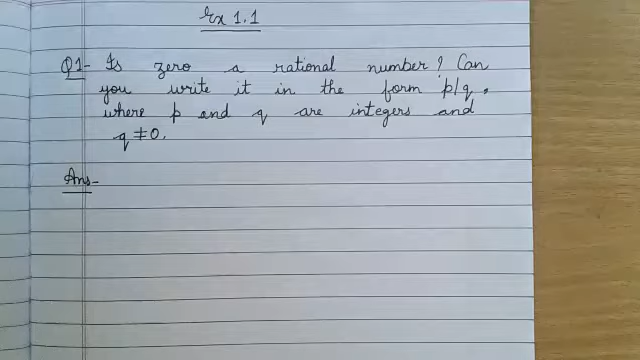 Ex 1.1
Q1- Is zero a rational number? Can
you write it in the form p/q,
where p and q are integers and
q ≠ 0.
Ans-